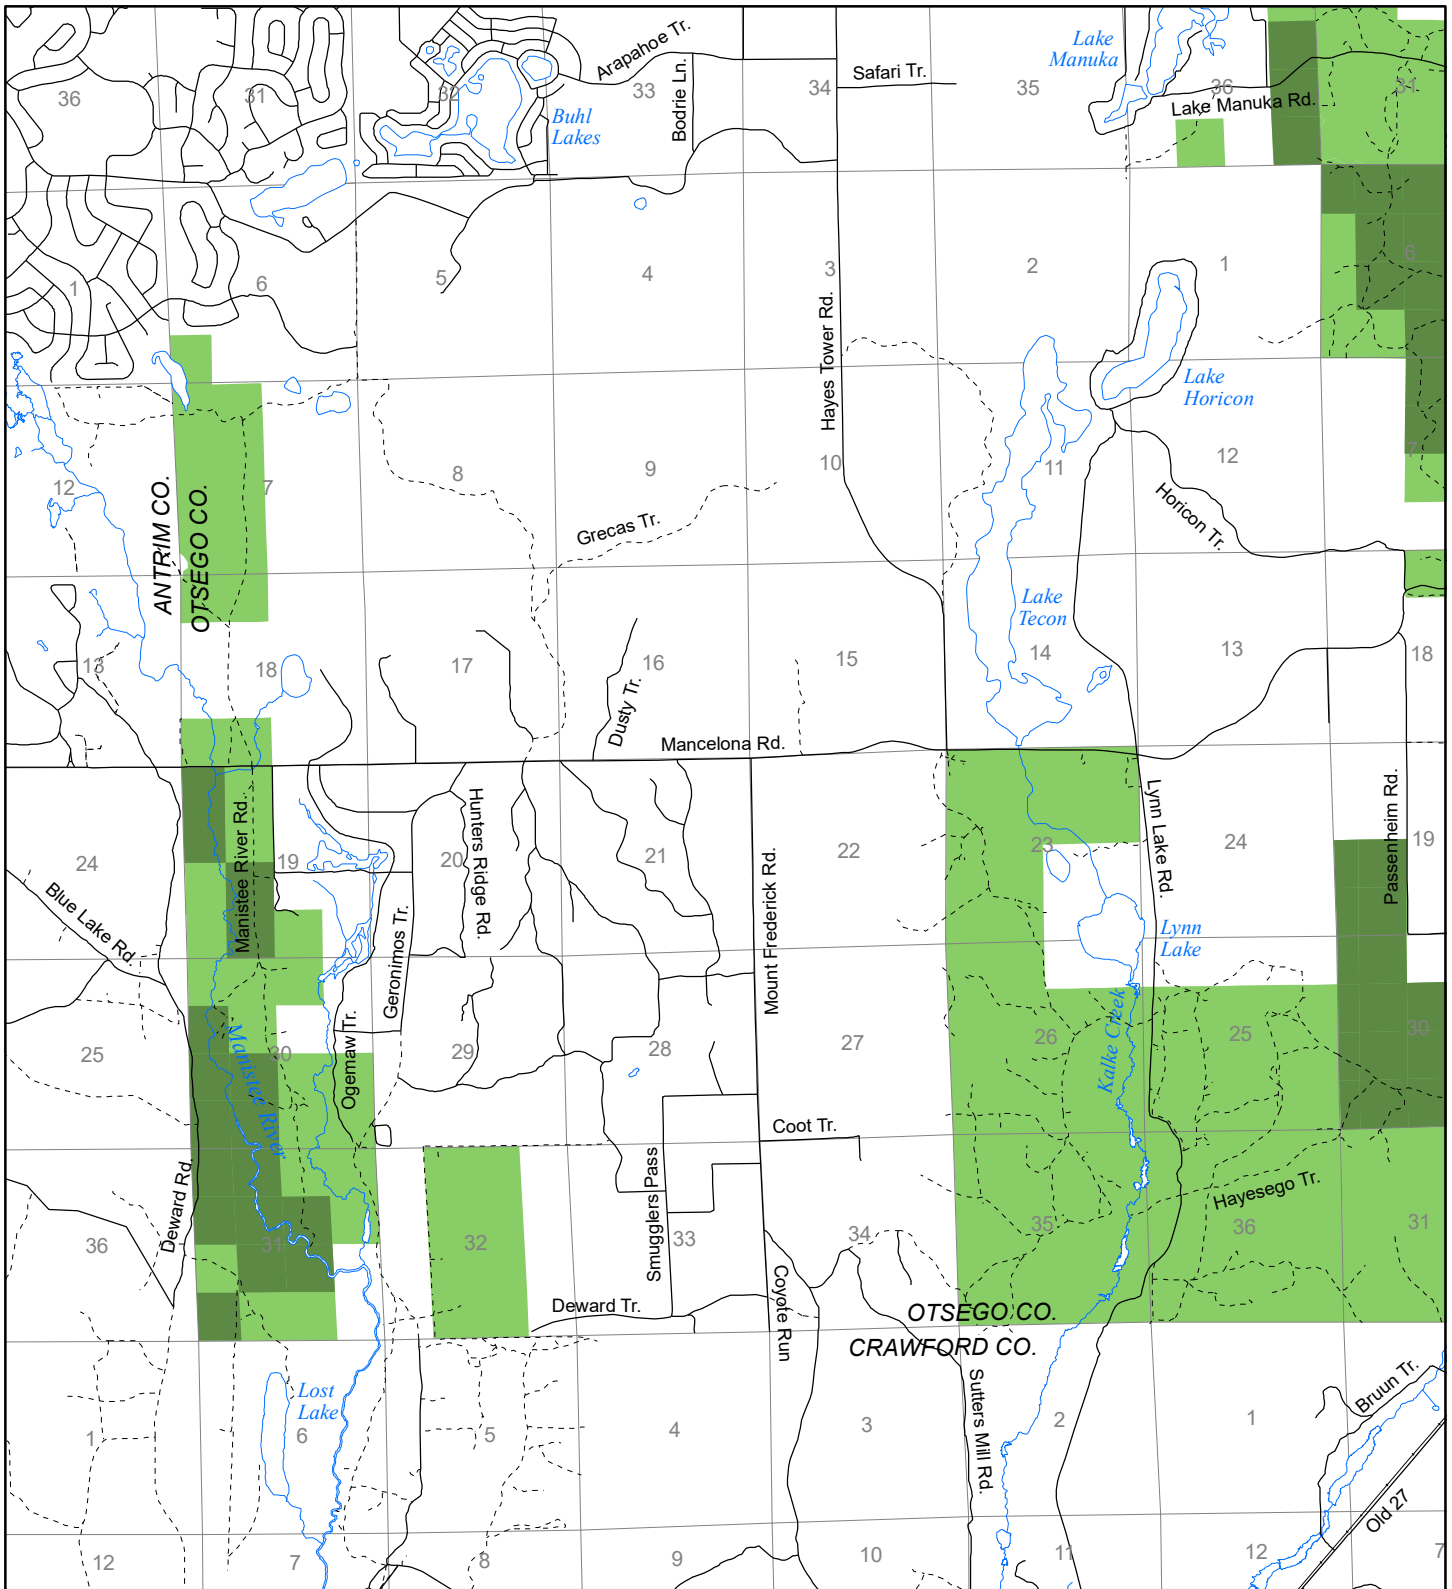 Arapahoe Tr.
Bodrie Ln.
Safari Tr.
Lake
Manuka
Lake Manuka Rd.
36
31
32
33
34
35
36
31
Buhl
Lakes
1
6
5
4
3
2
1
6
Hayes Tower Rd.
Lake
Horicon
12
7
8
9
10
11
12
7
ANTRIM CO.
OTSEGO CO.
Grecas Tr.
Horicon Tr.
Lake
Tecon
13
18
17
16
15
14
13
18
Dusty Tr.
Mancelona Rd.
Manistee River Rd.
Hunters Ridge Rd.
Mount Frederick Rd.
Lynn Lake Rd.
Passenheim Rd.
24
19
20
21
22
23
24
19
Blue Lake Rd.
Geronimos Tr.
Lynn
Lake
25
30
29
28
27
26
25
30
Manistee River
Ogemaw Tr.
Kalke Creek
Coot Tr.
Deward Rd.
Smugglers Pass
Hayesego Tr.
36
31
32
33
34
35
36
31
Deward Tr.
Coyote Run
OTSEGO CO.
CRAWFORD CO.
Sutters Mill Rd.
Bruun Tr.
Lost
Lake
1
6
5
4
3
2
1
Old 27
12
7
8
9
10
11
12
7